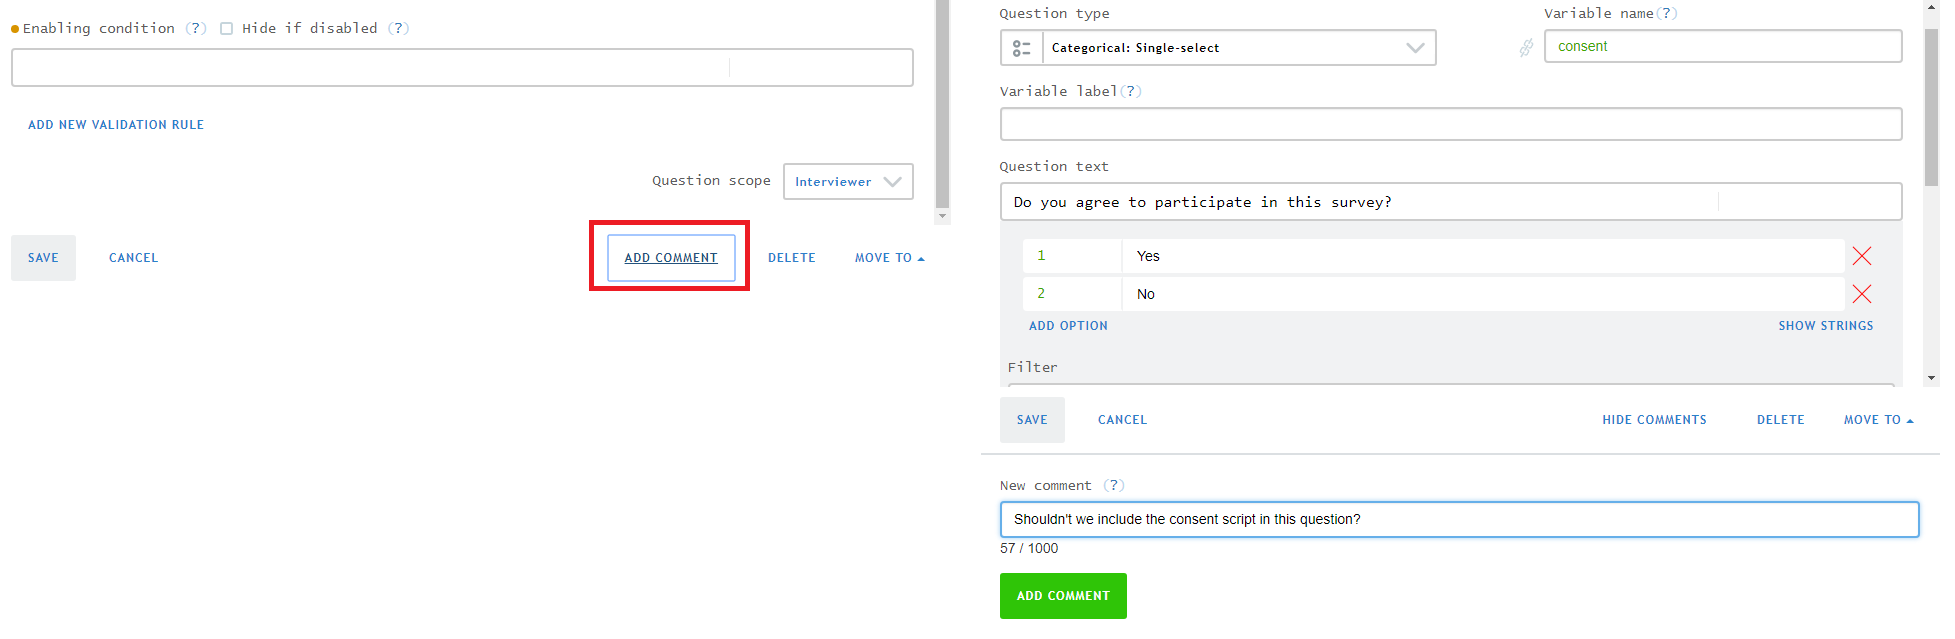 Enabling condition (?) Hide if disabled (?)
ADD NEW VALIDATION RULE
Question scope Interviewer
SAVE CANCEL ADD COMMENT DELETE MOVE TO
Question type Variable name(?)
Categorical: Single-select consent
Variable label(?)
Question text
Do you agree to participate in this survey?
1 Yes
2 No
ADD OPTION SHOW STRINGS
Filter
SAVE CANCEL HIDE COMMENTS DELETE MOVE TO
New comment (?)
Shouldn't we include the consent script in this question?
57 / 1000
ADD COMMENT